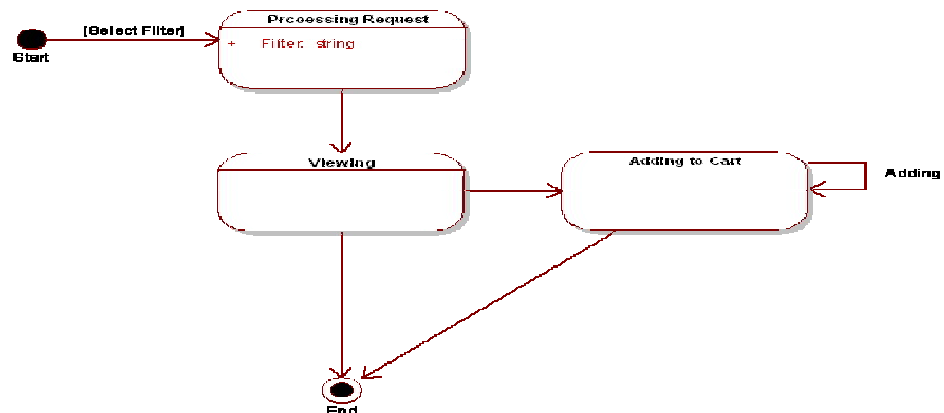 Processing Request
[Select Filter]
+ Filter: string
Start
Viewing
Adding to Cart
Adding
End